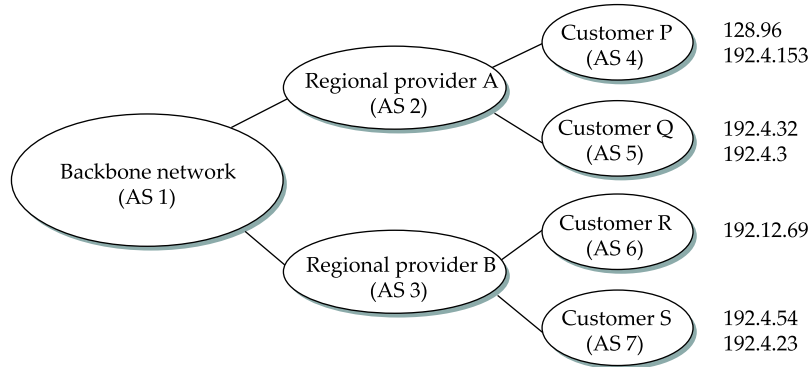 Customer P
(AS 4)
128.96
192.4.153
Regional provider A
(AS 2)
Customer Q
(AS 5)
192.4.32
192.4.3
Backbone network
(AS 1)
Customer R
(AS 6)
192.12.69
Regional provider B
(AS 3)
Customer S
(AS 7)
192.4.54
192.4.23